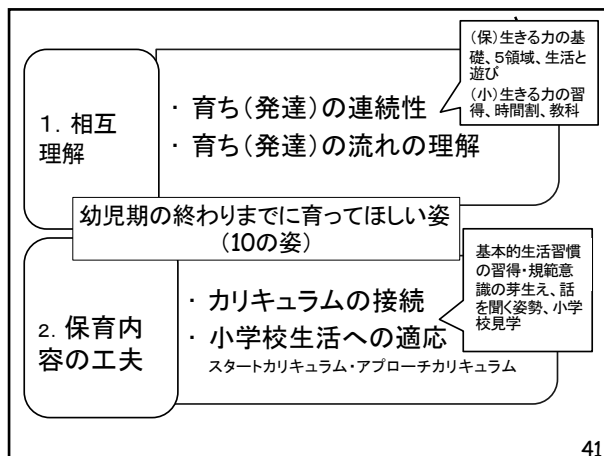 (保)生きる力の基
礎、5領域、生活と
遊び
(小)生きる力の習
得、時間割、教科
1. 相互
理解
・ 育ち(発達)の連続性
・ 育ち(発達)の流れの理解
幼児期の終わりまでに育ってほしい姿
(10の姿)
基本的生活習慣
の習得・規範意
識の芽生え、話
を聞く姿勢、小学
校見学
2. 保育内
容の工夫
・ カリキュラムの接続
・ 小学校生活への適応
スタートカリキュラム・アプローチカリキュラム
41